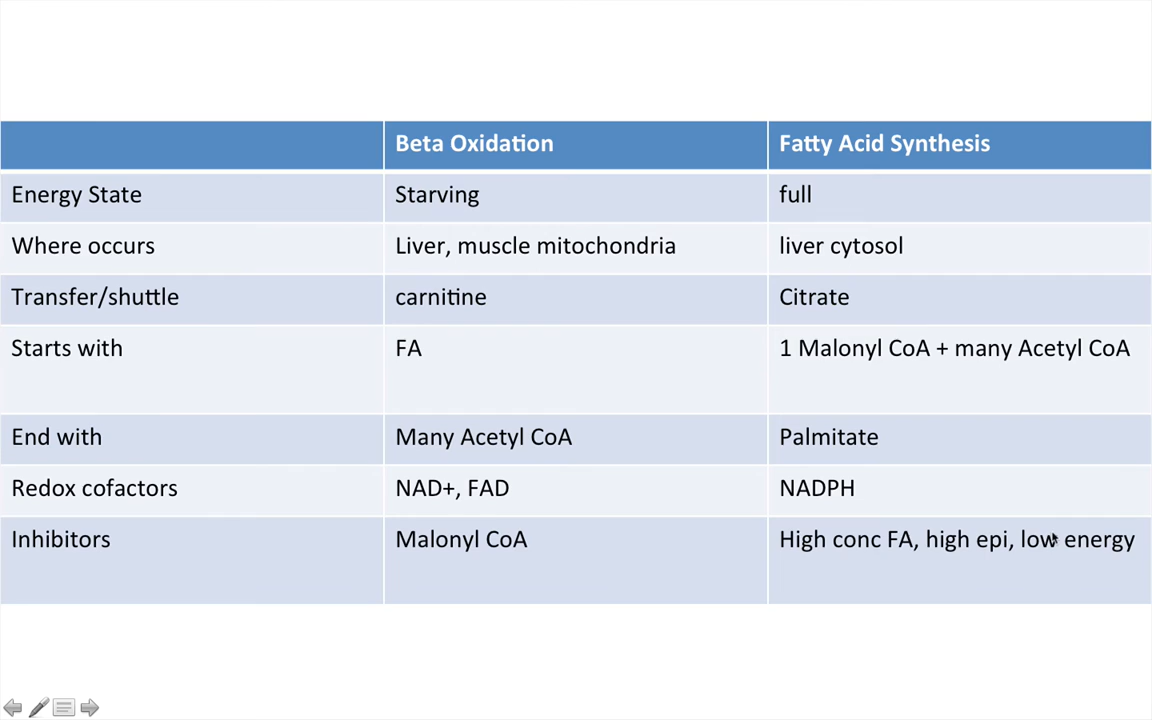 Beta Oxidation Fatty Acid Synthesis
Energy State Starving full
Where occurs Liver, muscle mitochondria liver cytosol
Transfer/shuttle carnitine Citrate
Starts with FA 1 Malonyl CoA + many Acetyl CoA
End with Many Acetyl CoA Palmitate
Redox cofactors NAD+, FAD NADPH
Inhibitors Malonyl CoA High conc FA, high epi, low energy